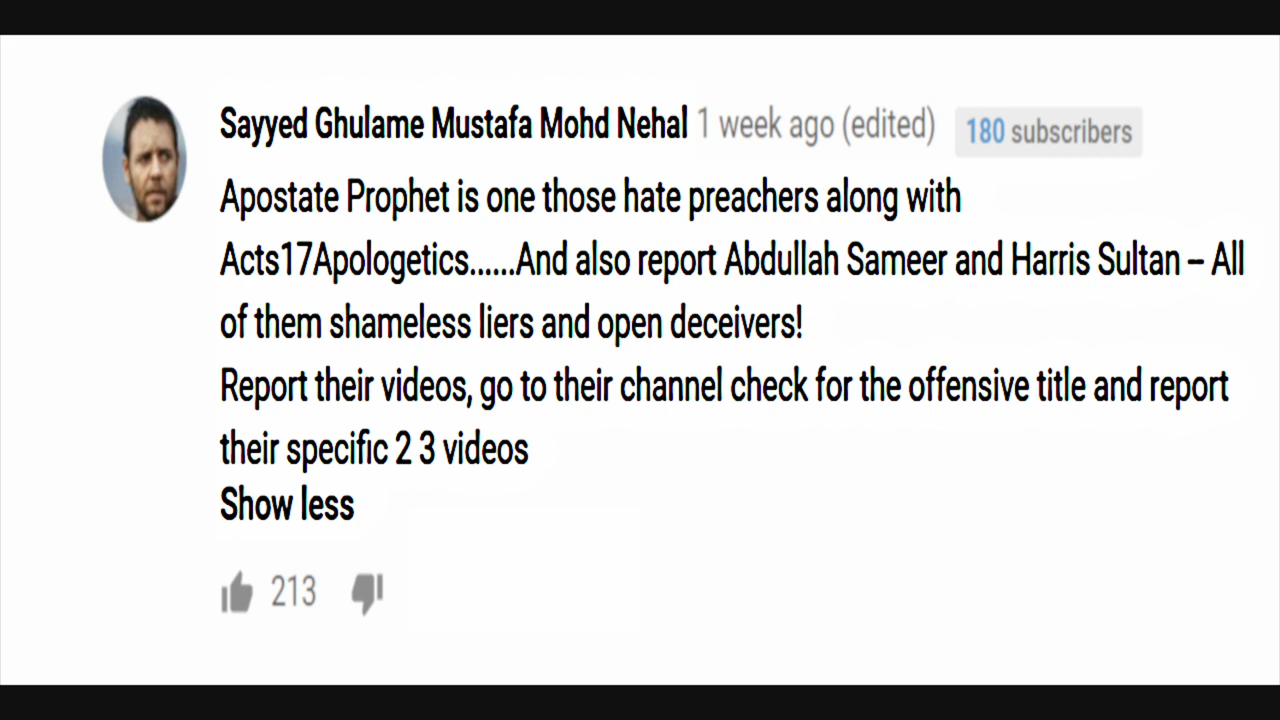 Sayyed Ghulame Mustafa Mohd Nehal 1 week ago (edited) 180 subscribers
Apostate Prophet is one those hate preachers along with
Acts17Apologetics......And also report Abdullah Sameer and Harris Sultan – All
of them shameless liers and open deceivers!
Report their videos, go to their channel check for the offensive title and report
their specific 2 3 videos
Show less
213